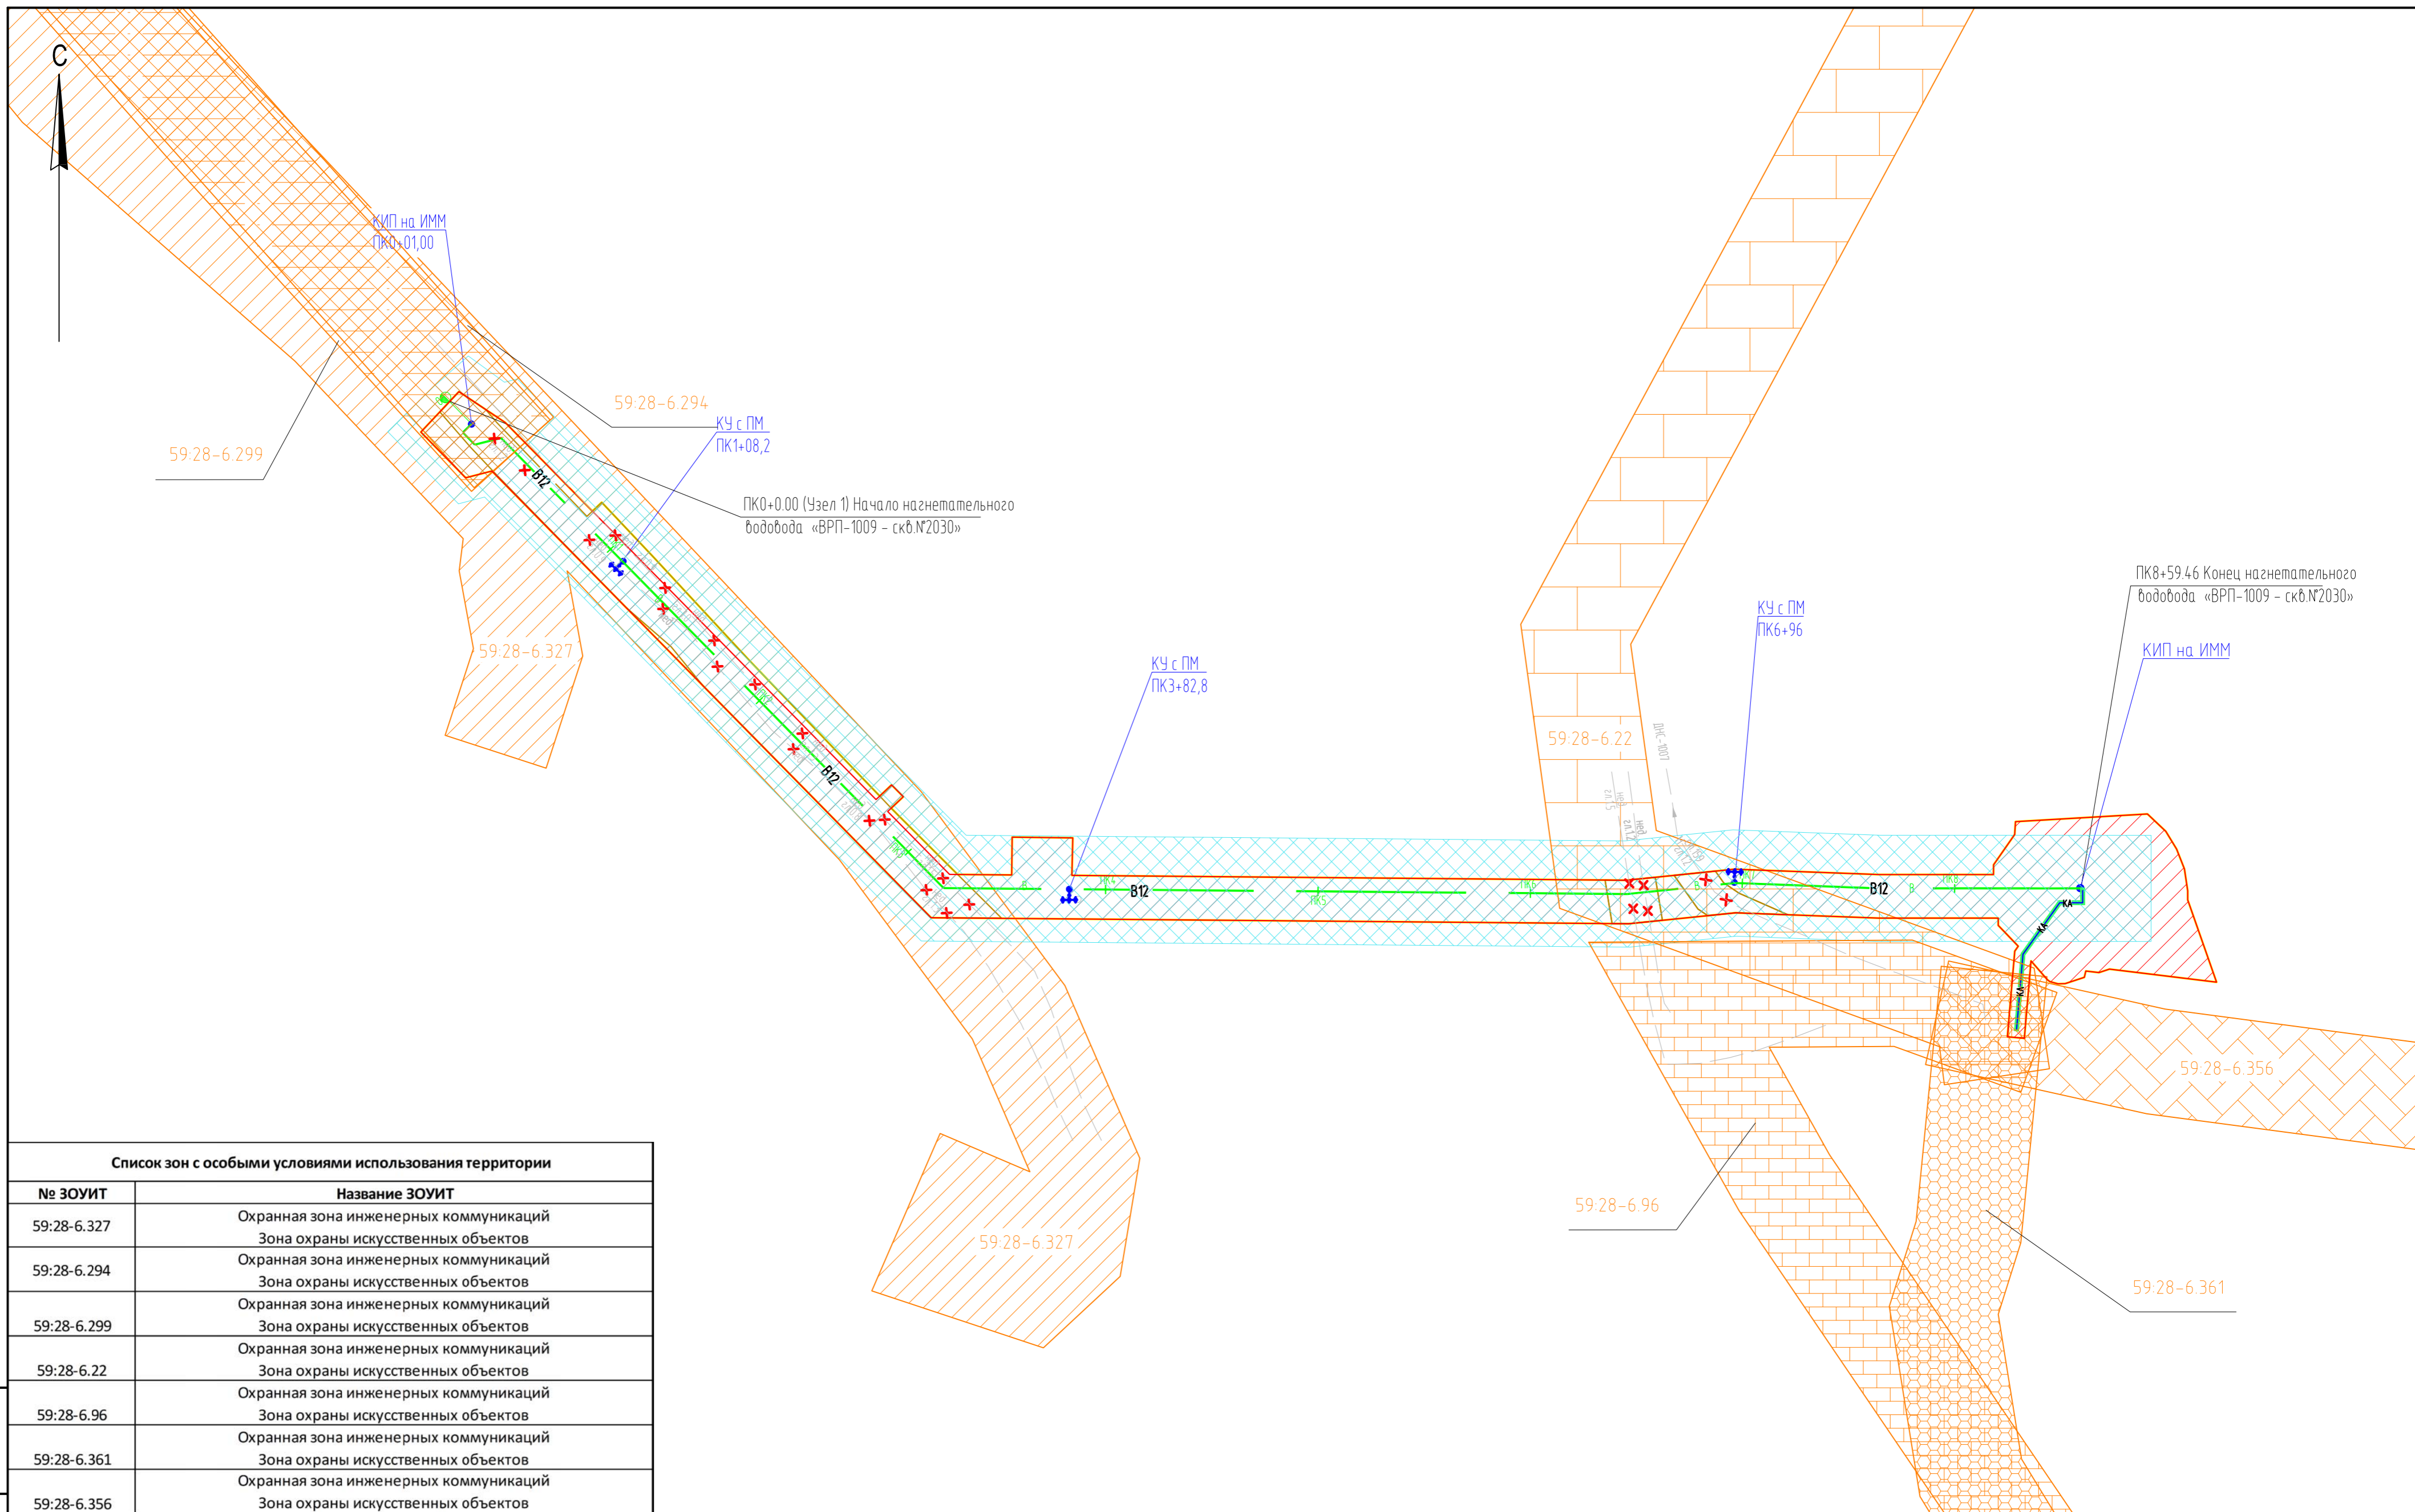 С
КИП на ИММ
ПК0+01,00
59:28-6.294
59:28-6.299
КУ с ПМ
ПК1+08,2
В12
ПК0+0.00 (Узел 1) Начало нагнетательного
водовода «ВРП-1009 - скв.№2030»
59:28-6.327
КУ с ПМ
ПК3+82,8
В12
59:28-6.22
ДНС-1007
КУ с ПМ
ПК6+96
ПК8+59.46 Конец нагнетательного
водовода «ВРП-1009 - скв.№2030»
КИП на ИММ
В
ПК4
В12
ПК5
ПК6
В
В12
В
ПК8
КА
КА
КА
59:28-6.356
59:28-6.96
59:28-6.327
59:28-6.361
Список зон с особыми условиями использования территории
№ ЗОУИТ
Название ЗОУИТ
59:28-6.327
Охранная зона инженерных коммуникаций
Зона охраны искусственных объектов
59:28-6.294
Охранная зона инженерных коммуникаций
Зона охраны искусственных объектов
59:28-6.299
Охранная зона инженерных коммуникаций
Зона охраны искусственных объектов
59:28-6.22
Охранная зона инженерных коммуникаций
Зона охраны искусственных объектов
59:28-6.96
Охранная зона инженерных коммуникаций
Зона охраны искусственных объектов
59:28-6.361
Охранная зона инженерных коммуникаций
Зона охраны искусственных объектов
59:28-6.356
Охранная зона инженерных коммуникаций
Зона охраны искусственных объектов